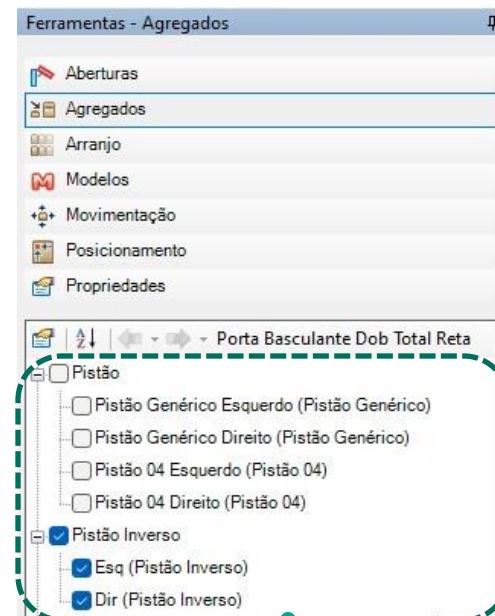 Ferramentas - Agregados
Aberturas
Agregados
Arranjo
Modelos
Movimentação
Posicionamento
Propriedades
Porta Basculante Dob Total Reta
Pistão
Pistão Genérico Esquerdo (Pistão Genérico)
Pistão Genérico Direito (Pistão Genérico)
Pistão 04 Esquerdo (Pistão 04)
Pistão 04 Direito (Pistão 04)
Pistão Inverso
Esq (Pistão Inverso)
Dir (Pistão Inverso)